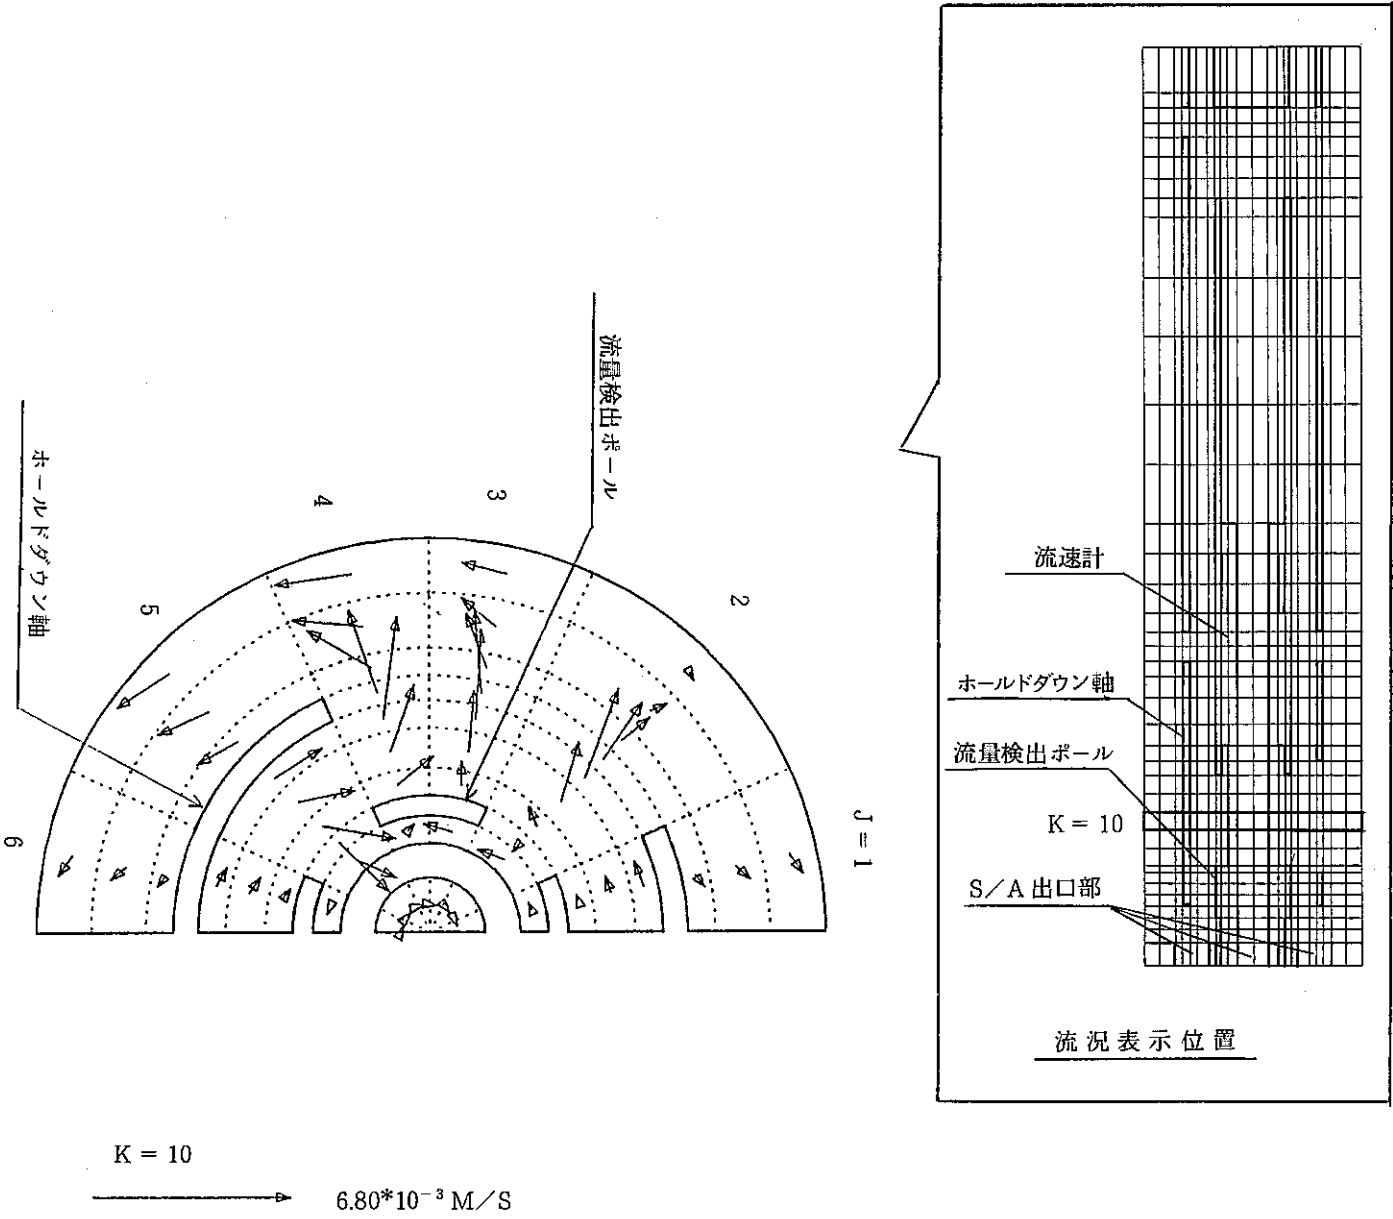 流量検出ポール
ホールドダウン軸
J = 1
2
3
4
5
6
流速計
ホールドダウン軸
流量検出ポール
K = 10
S/A 出口部
流況表示位置
K = 10
6.80*10⁻³ M/S